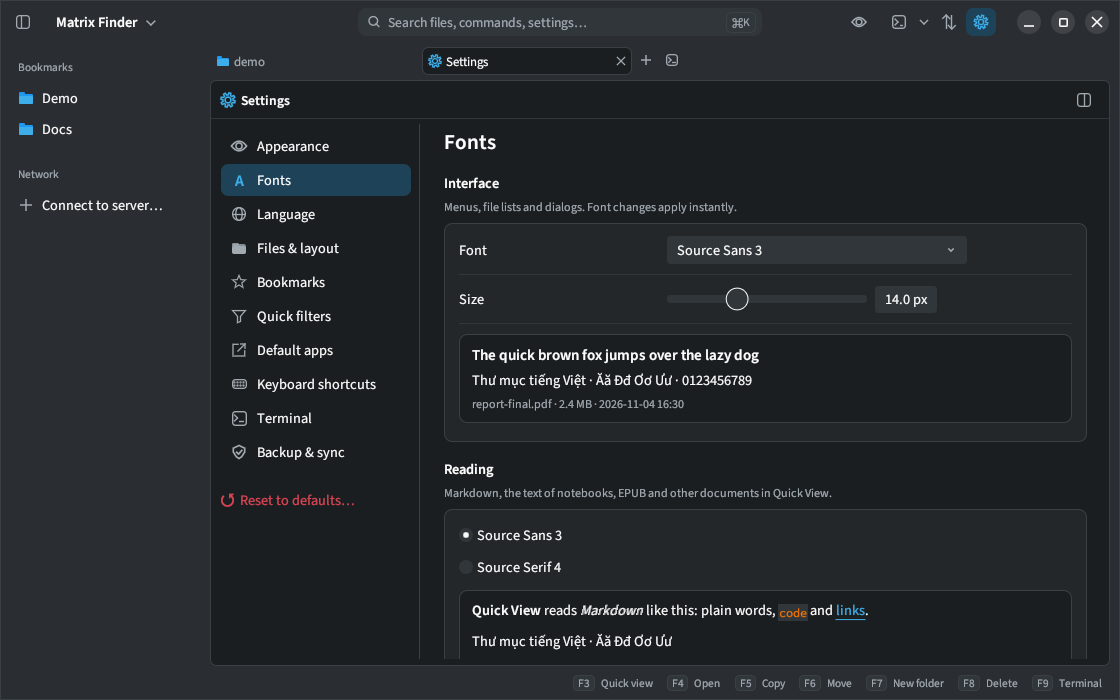 Matrix Finder
Search files, commands, settings…
⌘K
Bookmarks
Demo
Docs
Network
Connect to server…
demo
Settings
Settings
Appearance
A Fonts
Language
Files & layout
Bookmarks
Quick filters
Default apps
Keyboard shortcuts
Terminal
Backup & sync
Reset to defaults…
Fonts
Interface
Menus, file lists and dialogs. Font changes apply instantly.
Font
Source Sans 3
Size
14.0 px
The quick brown fox jumps over the lazy dog
Thư mục tiếng Việt · Ăă Đđ Ơơ Ưư · 0123456789
report-final.pdf · 2.4 MB · 2026-11-04 16:30
Reading
Markdown, the text of notebooks, EPUB and other documents in Quick View.
Source Sans 3
Source Serif 4
Quick View reads Markdown like this: plain words, code and links.
Thư mục tiếng Việt · Ăă Đđ Ơơ Ưư
F3 Quick view F4 Open F5 Copy F6 Move F7 New folder F8 Delete F9 Terminal